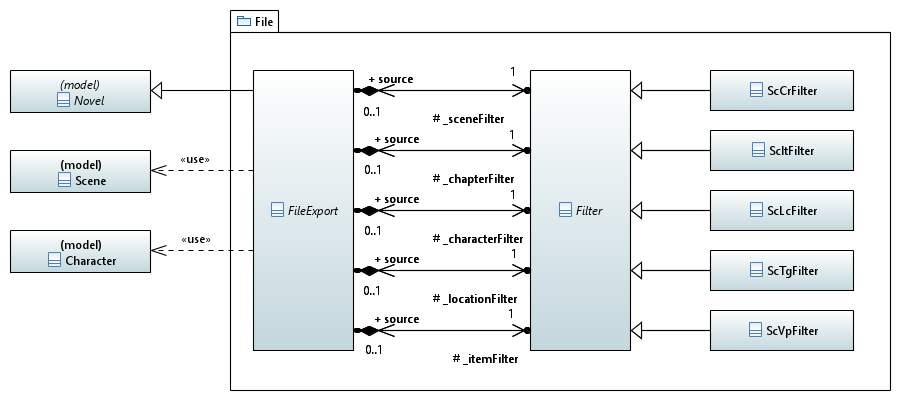 File
(model)
Novel
(model)
Scene
(model)
Character
«use»
«use»
FileExport
+ source
1
0..1
# _sceneFilter
+ source
1
0..1
# _chapterFilter
+ source
1
0..1
# _characterFilter
+ source
1
0..1
# _locationFilter
+ source
1
0..1
# _itemFilter
Filter
ScCrFilter
ScItFilter
ScLcFilter
ScTgFilter
ScVpFilter